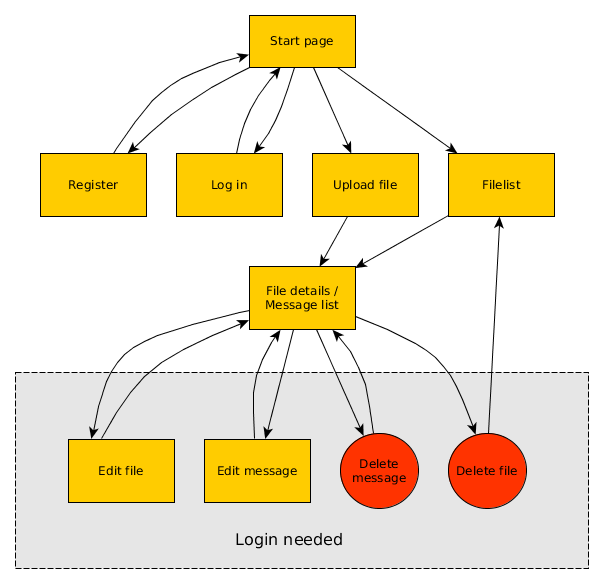 Start page
Register
Log in
Upload file
Filelist
File details /
Message list
Edit file
Edit message
Delete
message
Delete file
Login needed